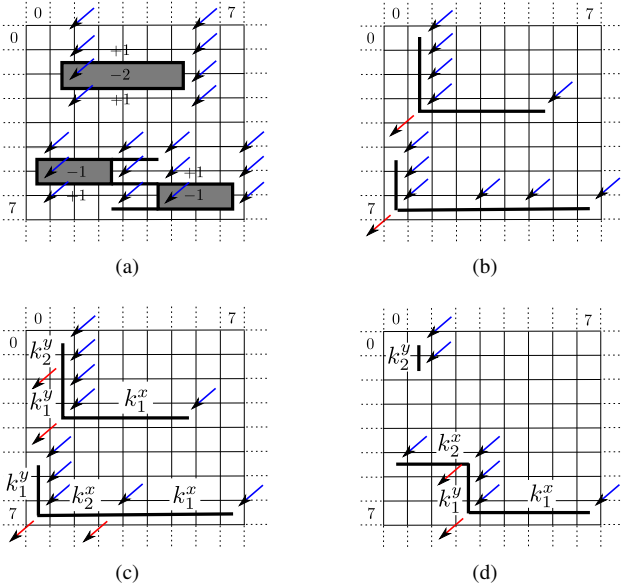 0 7
0
+1
−2
+1
−1 +1
+1 −1
7
(a)
0 7
0
7
(b)
0 7
0
k_2^y
k_1^y k_1^x
k_1^y k_2^x k_1^x
7
(c)
0 7
0
k_2^y
k_2^x
k_1^y k_1^x
7
(d)